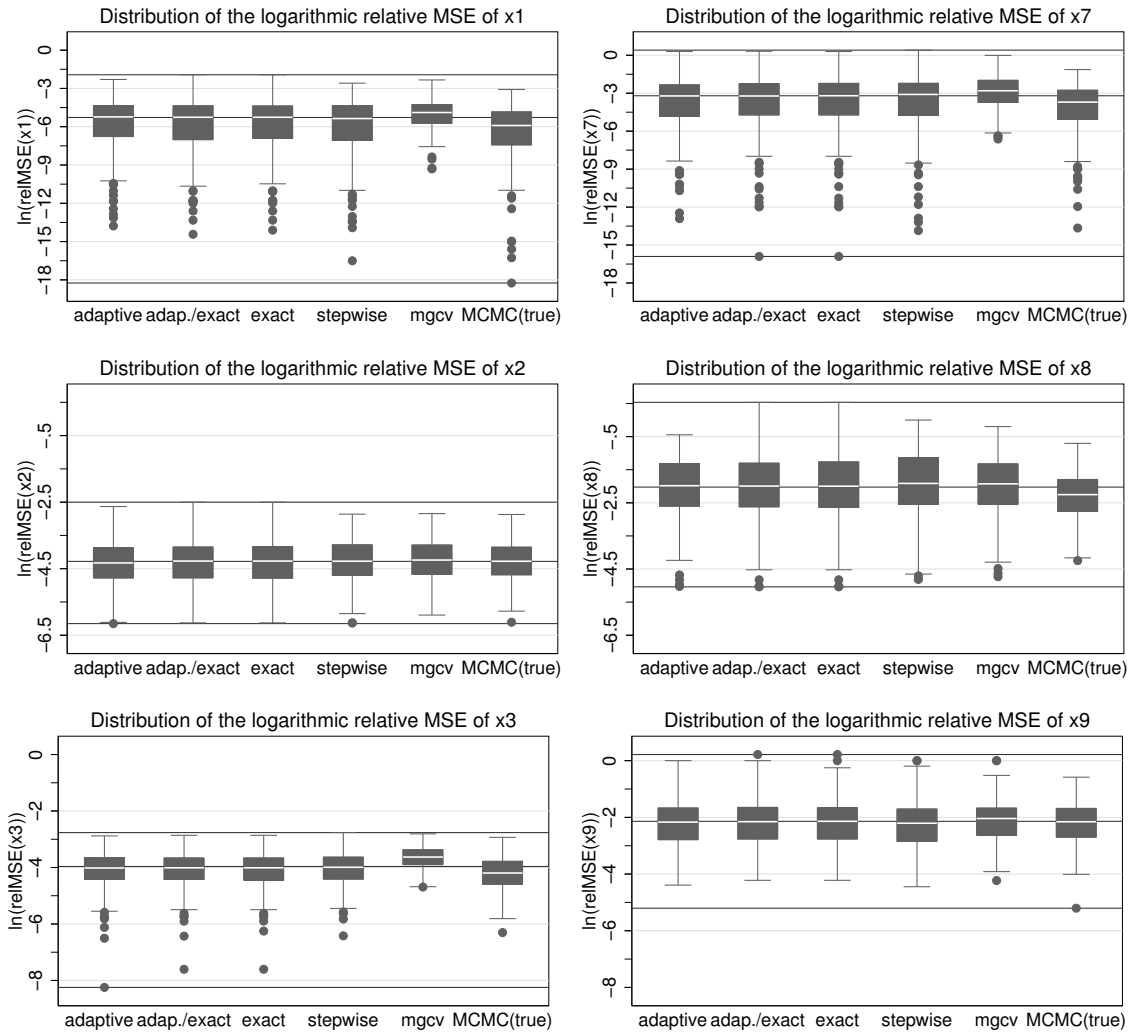 Distribution of the logarithmic relative MSE of x1
ln(relMSE(x1))
0
−3
−6
−9
−12
−15
−18
adaptive adap./exact exact stepwise mgcv MCMC(true)
Distribution of the logarithmic relative MSE of x7
ln(relMSE(x7))
0
−3
−6
−9
−12
−15
−18
adaptive adap./exact exact stepwise mgcv MCMC(true)
Distribution of the logarithmic relative MSE of x2
ln(relMSE(x2))
−.5
−2.5
−4.5
−6.5
adaptive adap./exact exact stepwise mgcv MCMC(true)
Distribution of the logarithmic relative MSE of x8
ln(relMSE(x8))
−.5
−2.5
−4.5
−6.5
adaptive adap./exact exact stepwise mgcv MCMC(true)
Distribution of the logarithmic relative MSE of x3
ln(relMSE(x3))
0
−2
−4
−6
−8
adaptive adap./exact exact stepwise mgcv MCMC(true)
Distribution of the logarithmic relative MSE of x9
ln(relMSE(x9))
0
−2
−4
−6
−8
adaptive adap./exact exact stepwise mgcv MCMC(true)